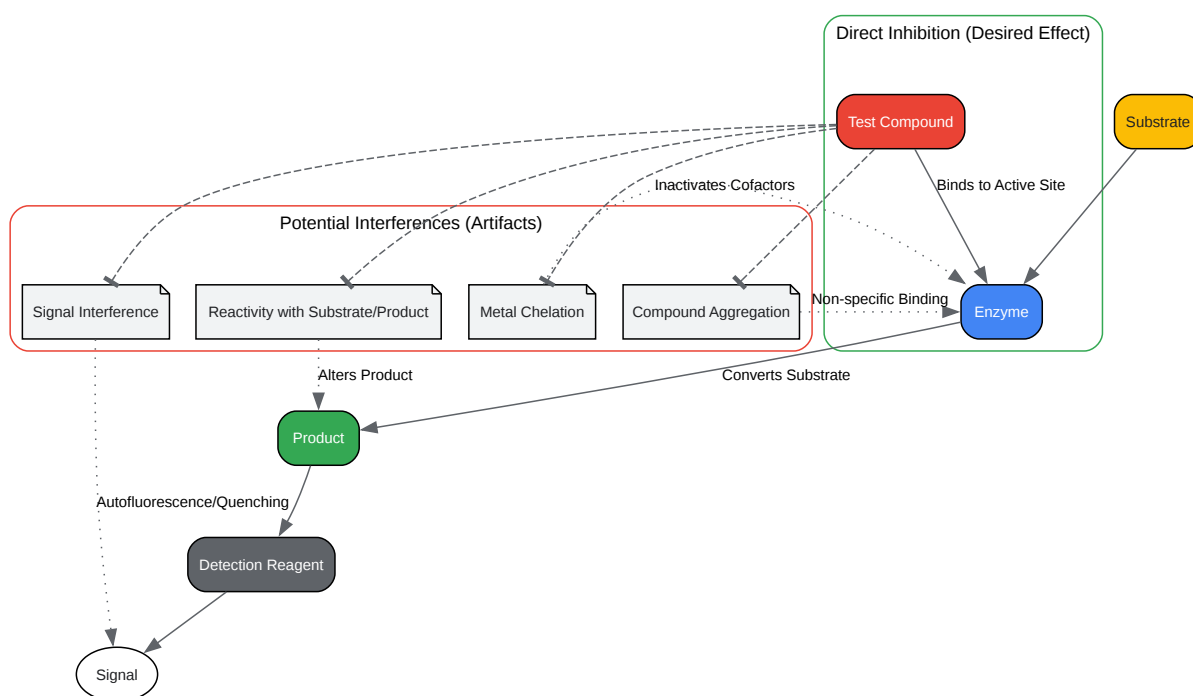 Direct Inhibition (Desired Effect)
Test Compound
Substrate
Inactivates Cofactors
Binds to Active Site
Potential Interferences (Artifacts)
Signal Interference
Reactivity with Substrate/Product
Metal Chelation
Compound Aggregation
Non-specific Binding
Enzyme
Alters Product
Converts Substrate
Product
Autofluorescence/Quenching
Detection Reagent
Signal